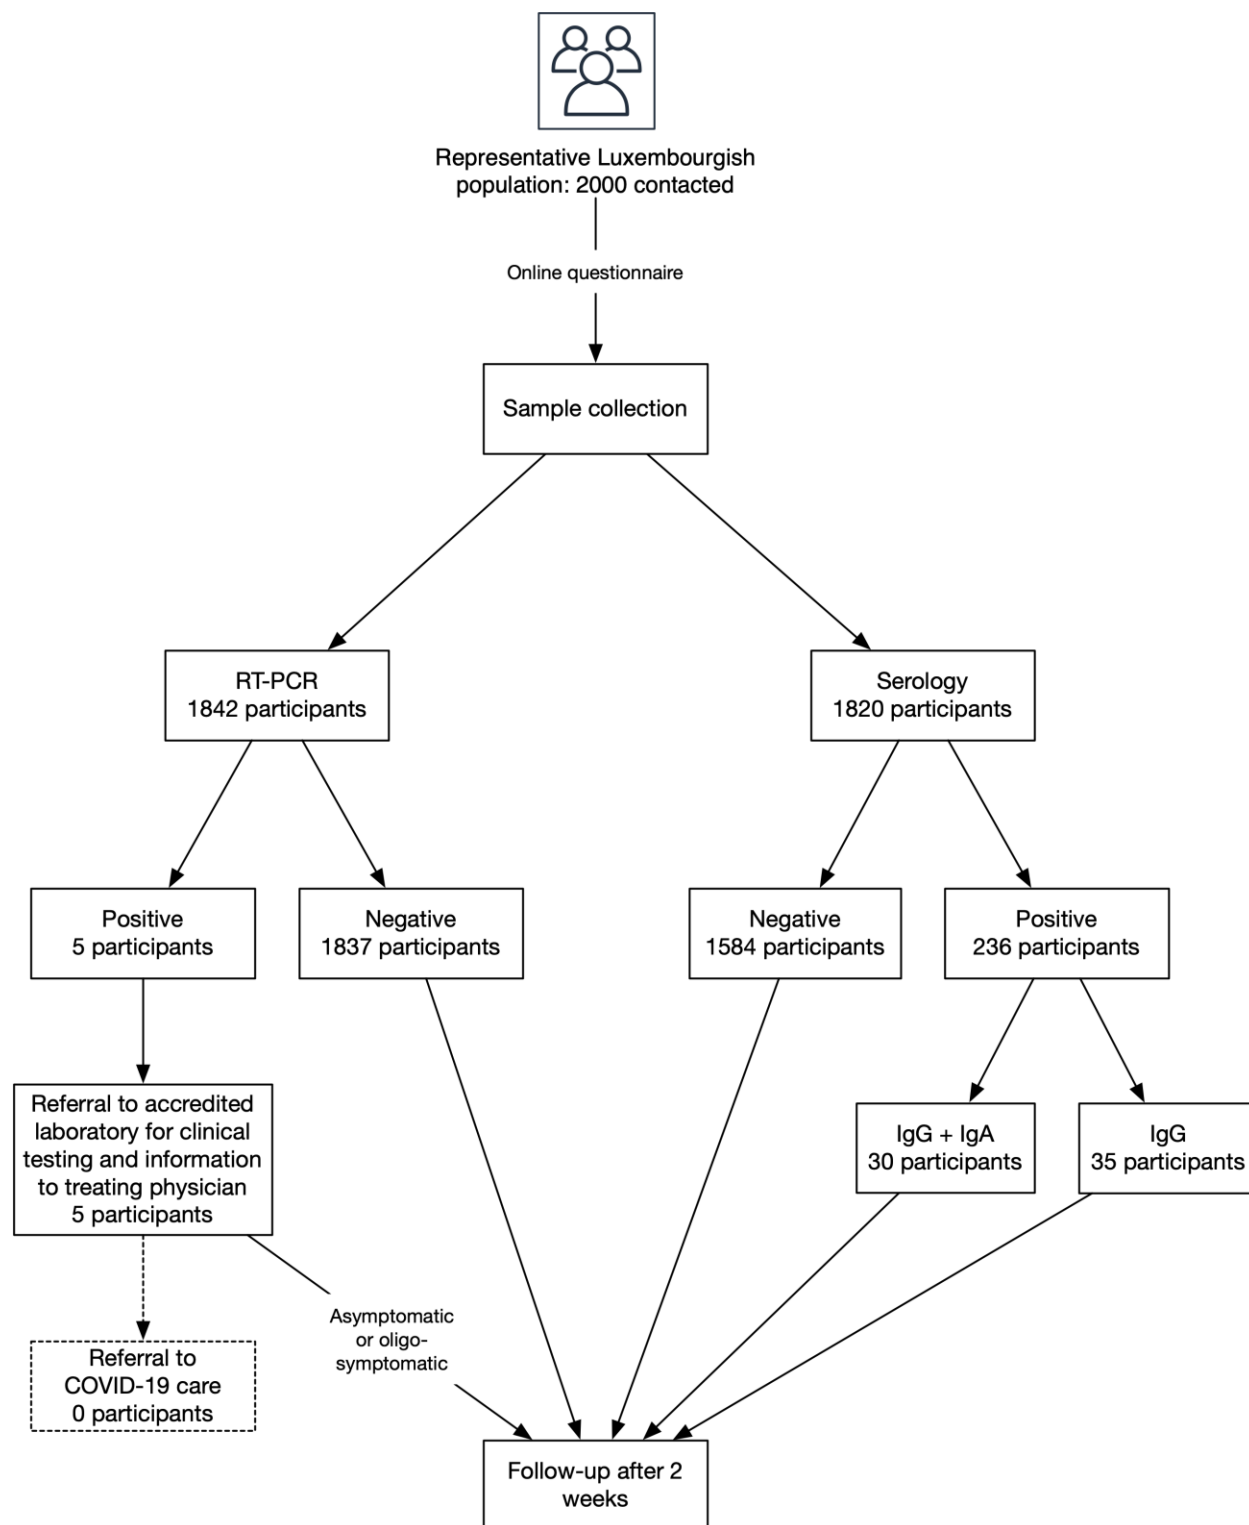 Representative Luxembourgish
population: 2000 contacted
Online questionnaire
Sample collection
RT-PCR
1842 participants
Serology
1820 participants
Positive
5 participants
Negative
1837 participants
Negative
1584 participants
Positive
236 participants
Referral to accredited
laboratory for clinical
testing and information
to treating physician
5 participants
IgG + IgA
30 participants
IgG
35 participants
Asymptomatic
or oligo-
symptomatic
Referral to
COVID-19 care
0 participants
Follow-up after 2
weeks